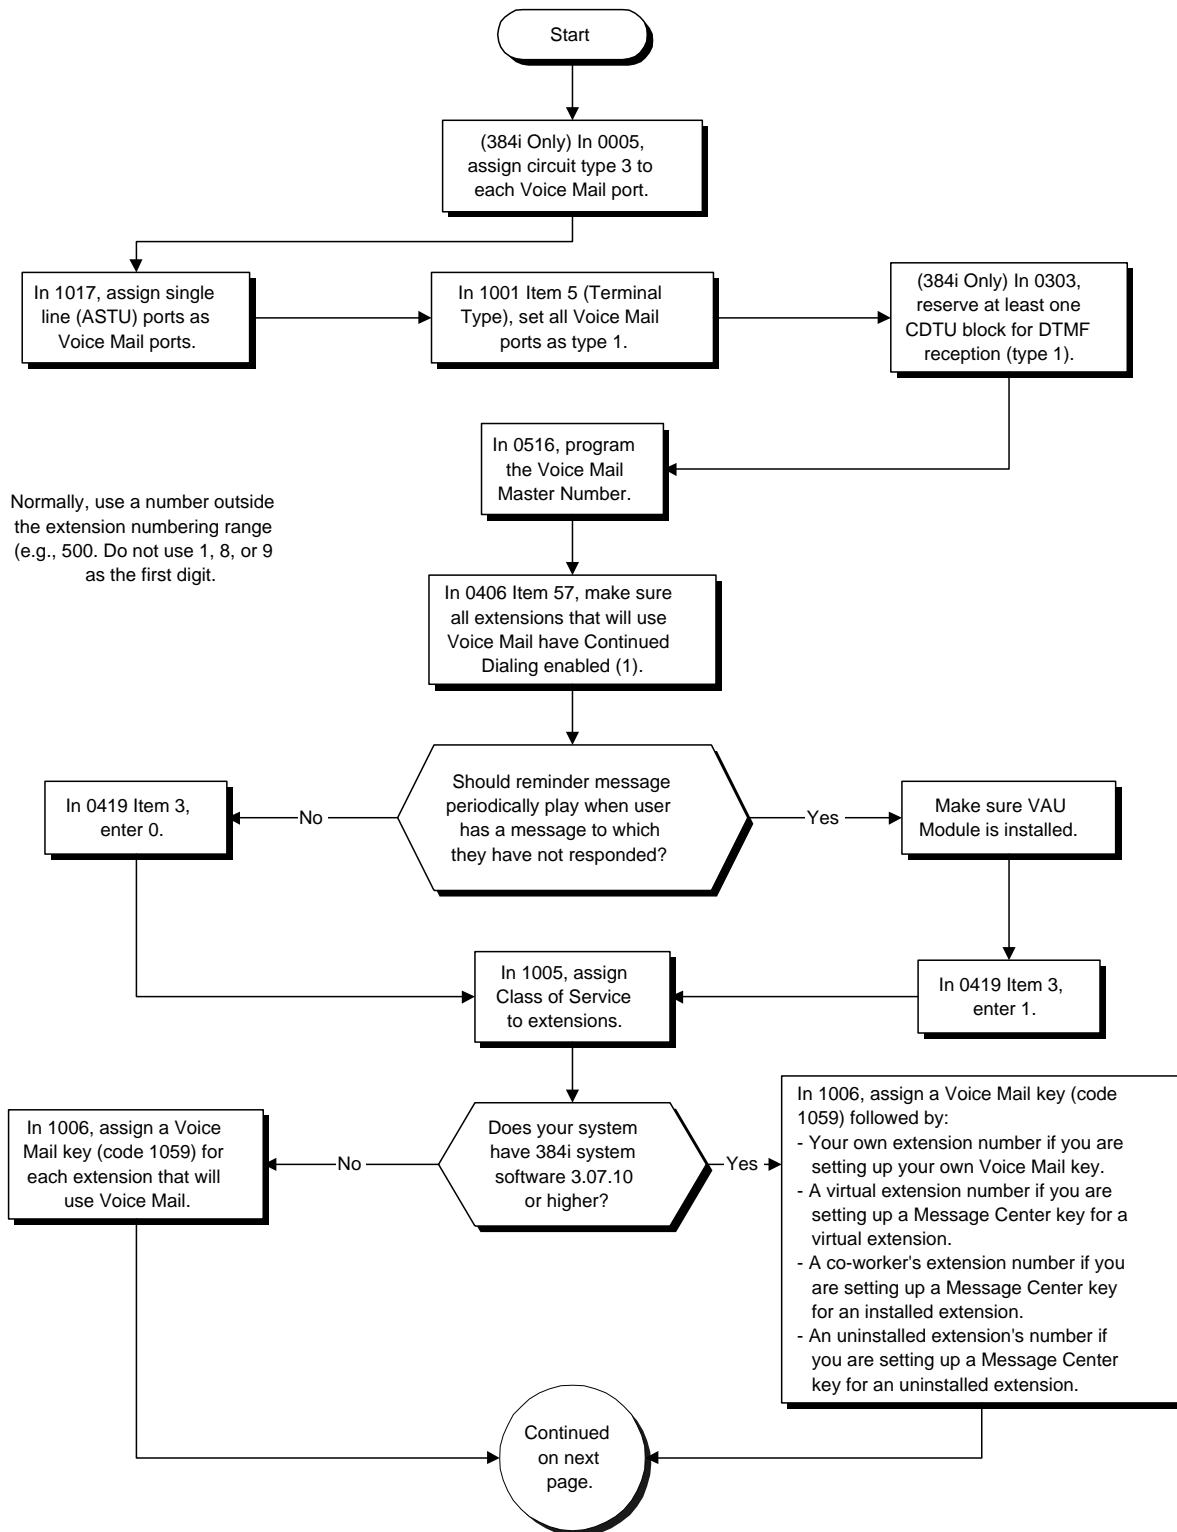 Start
(384i Only) In 0005,
assign circuit type 3 to
each Voice Mail port.
In 1017, assign single
line (ASTU) ports as
Voice Mail ports.
In 1001 Item 5 (Terminal
Type), set all Voice Mail
ports as type 1.
(384i Only) In 0303,
reserve at least one
CDTU block for DTMF
reception (type 1).
In 0516, program
the Voice Mail
Master Number.
Normally, use a number outside
the extension numbering range
(e.g., 500. Do not use 1, 8, or 9
as the first digit.
In 0406 Item 57, make sure
all extensions that will use
Voice Mail have Continued
Dialing enabled (1).
Should reminder message
periodically play when user
has a message to which
they have not responded?
No
Yes
In 0419 Item 3,
enter 0.
Make sure VAU
Module is installed.
In 0419 Item 3,
enter 1.
In 1005, assign
Class of Service
to extensions.
Does your system
have 384i system
software 3.07.10
or higher?
No
Yes
In 1006, assign a Voice
Mail key (code 1059) for
each extension that will
use Voice Mail.
In 1006, assign a Voice Mail key (code
1059) followed by:
- Your own extension number if you are
setting up your own Voice Mail key.
- A virtual extension number if you are
setting up a Message Center key for a
virtual extension.
- A co-worker's extension number if you
are setting up a Message Center key
for an installed extension.
- An uninstalled extension's number if
you are setting up a Message Center
key for an uninstalled extension.
Continued
on next
page.